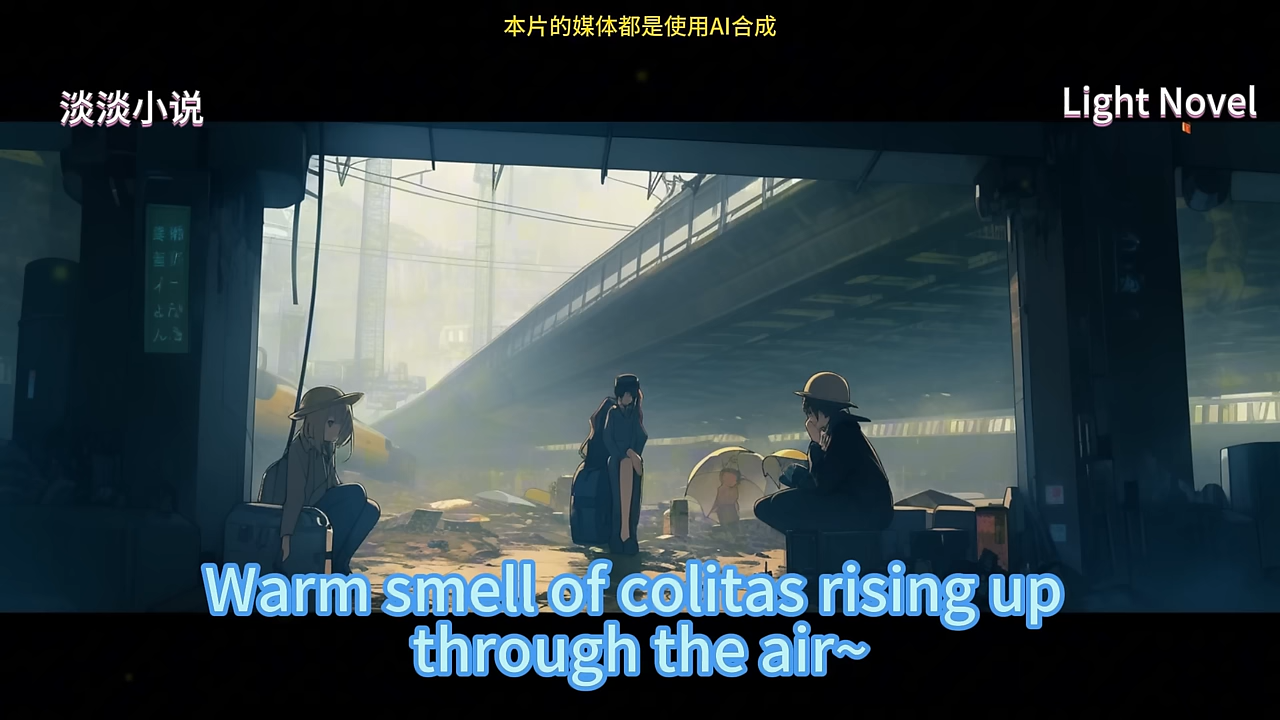 本片的媒体都是使用AI合成
淡淡小说
Light Novel
Warm smell of colitas rising up
through the air~